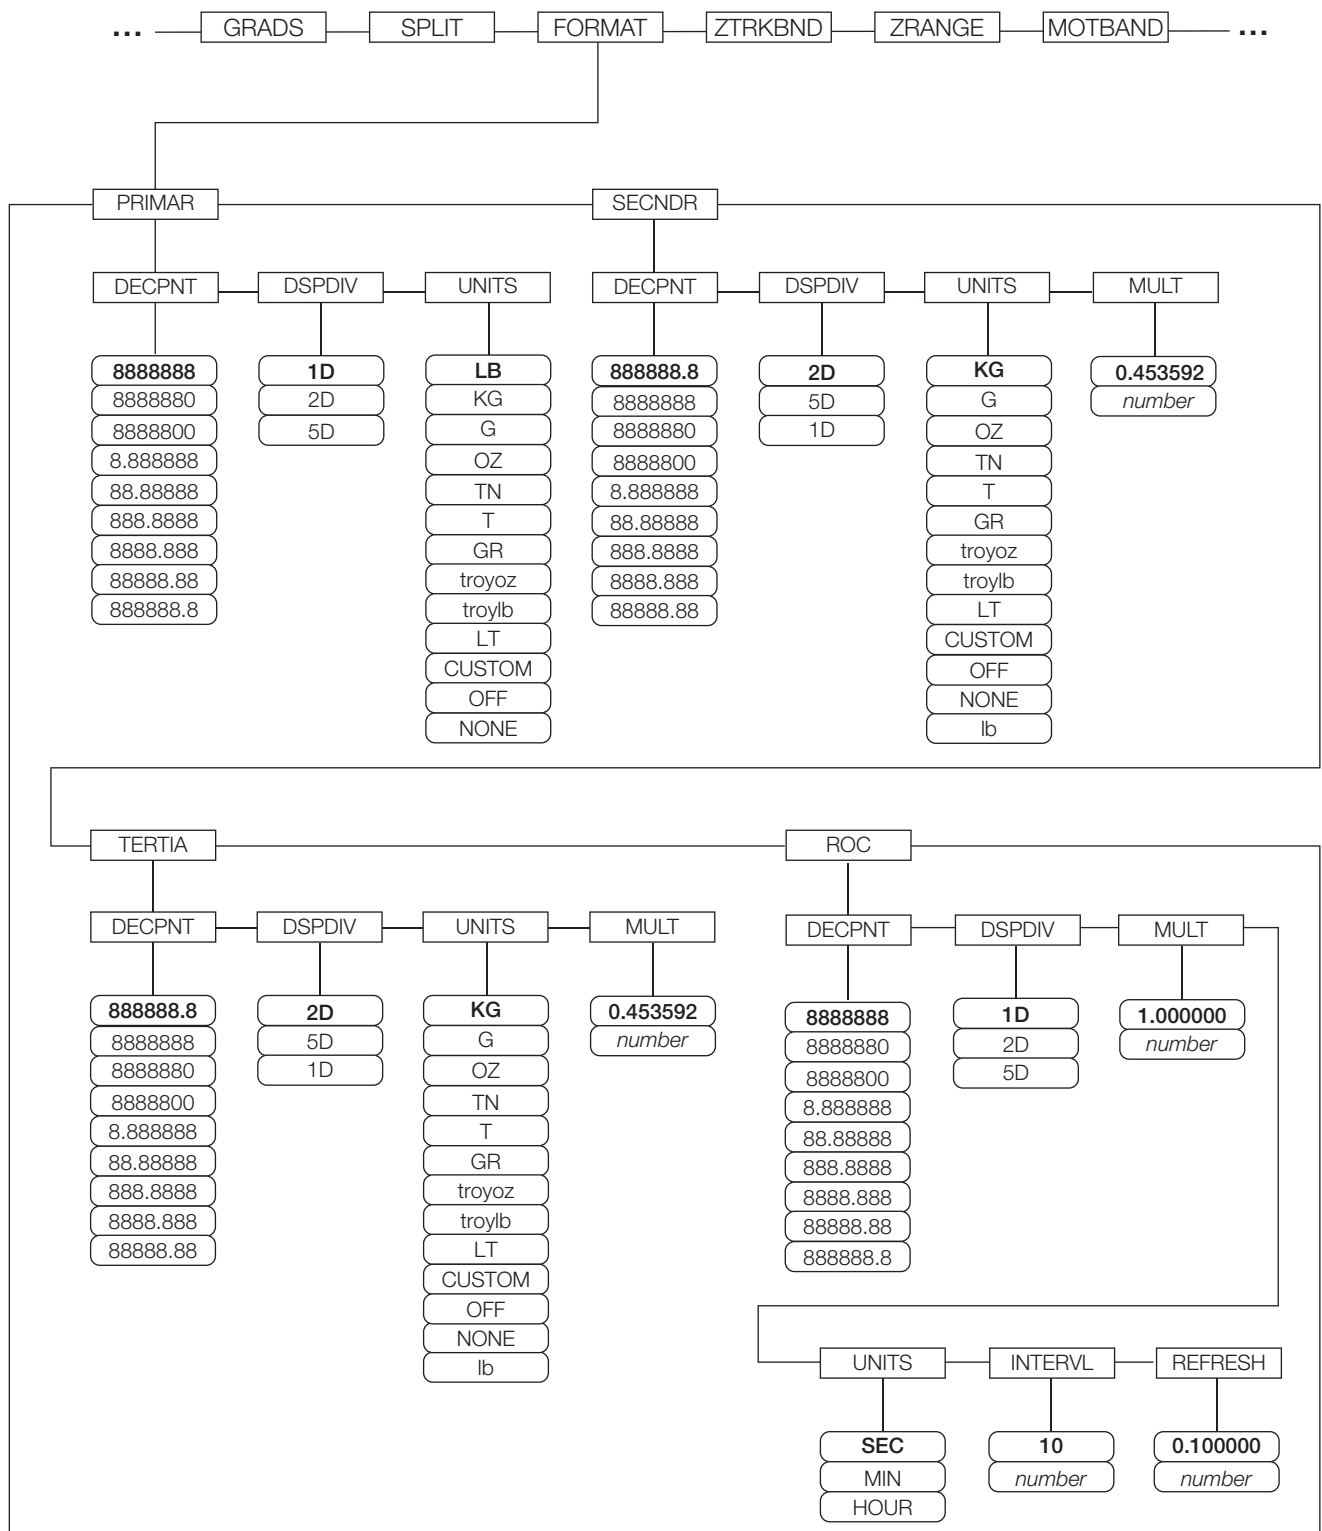 ... GRADS SPLIT FORMAT ZTRKBND ZRANGE MOTBAND ...
PRIMAR SECNDR
DECPNT DSPDIV UNITS DECPNT DSPDIV UNITS MULT
8888888 1D LB 888888.8 2D KG 0.453592
8888880 2D KG 8888888 5D G number
8888800 5D G 8888880 1D OZ
8.888888 OZ 8888800 TN
88.88888 TN 8.888888 T
888.8888 T 88.88888 GR
8888.888 GR 888.8888 troyoz
88888.88 troyoz 8888.888 troylb
888888.8 troylb 88888.88 LT
LT CUSTOM
CUSTOM OFF
OFF NONE
NONE lb
TERTIA ROC
DECPNT DSPDIV UNITS MULT DECPNT DSPDIV MULT
888888.8 2D KG 0.453592 8888888 1D 1.000000
8888888 5D G number 8888880 2D number
8888880 1D OZ 8888800 5D
8888800 TN 8.888888
8.888888 T 88.88888
88.88888 GR 888.8888
888.8888 troyoz 8888.888
8888.888 troylb 88888.88
88888.88 LT 888888.8
CUSTOM
OFF
NONE
lb
UNITS INTERVL REFRESH
SEC 10 0.100000
MIN number number
HOUR